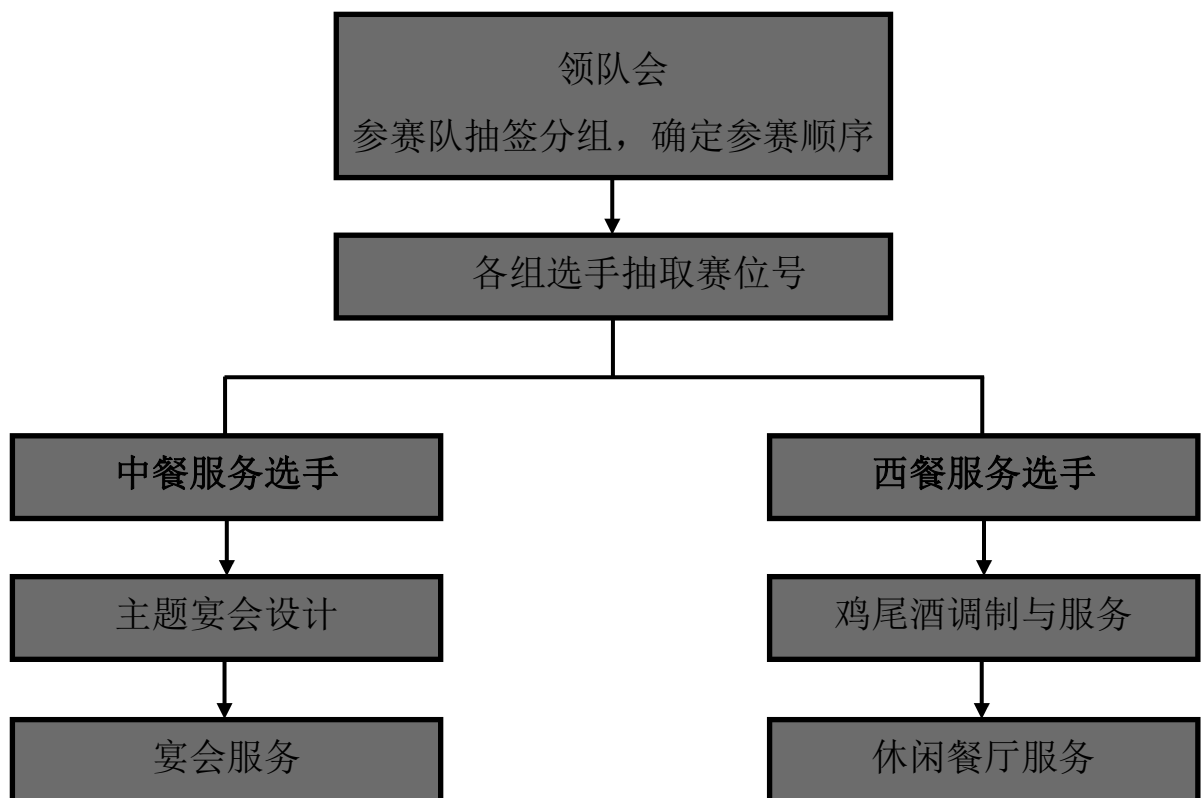 领队会
参赛队抽签分组，确定参赛顺序
各组选手抽取赛位号
中餐服务选手
西餐服务选手
主题宴会设计
鸡尾酒调制与服务
宴会服务
休闲餐厅服务